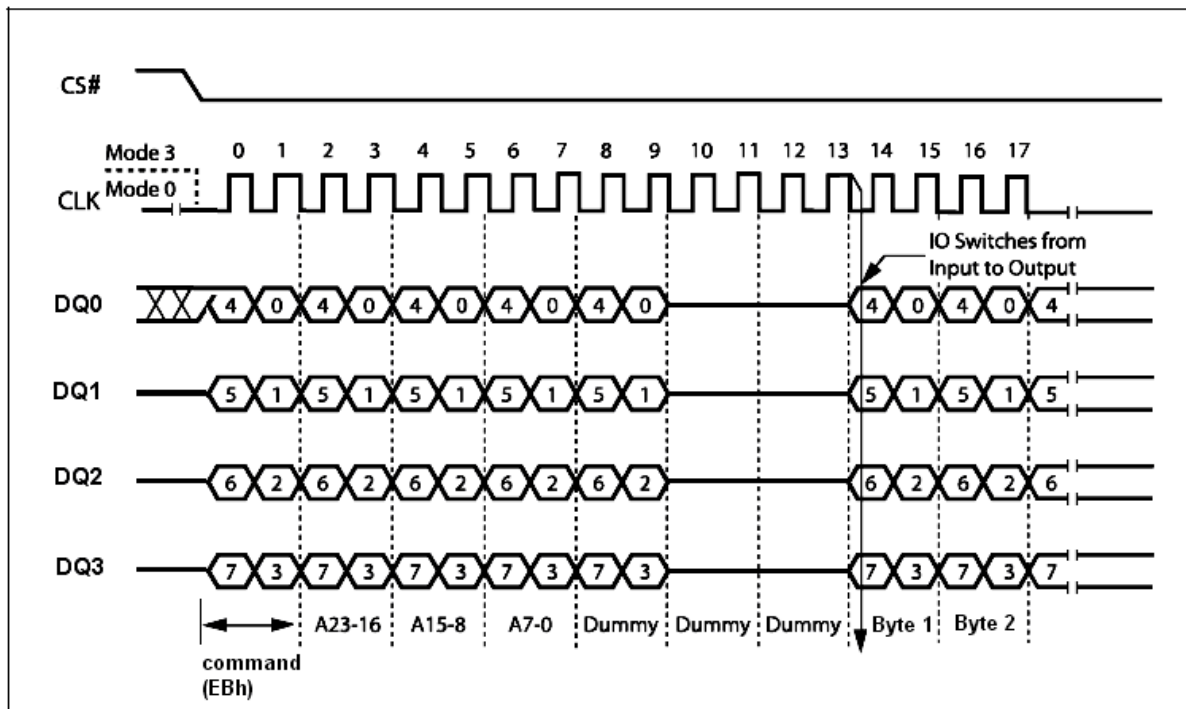 CS#
Mode 3
0 1 2 3 4 5 6 7 8 9 10 11 12 13 14 15 16 17
Mode 0
CLK
IO Switches from
Input to Output
DQ0
4 0 4 0 4 0 4 0 4 0 4 0 4 0 4
DQ1
5 1 5 1 5 1 5 1 5 1 5 1 5 1 5
DQ2
6 2 6 2 6 2 6 2 6 2 6 2 6 2 6
DQ3
7 3 7 3 7 3 7 3 7 3 7 3 7 3 7
A23-16 A15-8 A7-0 Dummy Dummy Dummy Byte 1 Byte 2
command
(EBh)